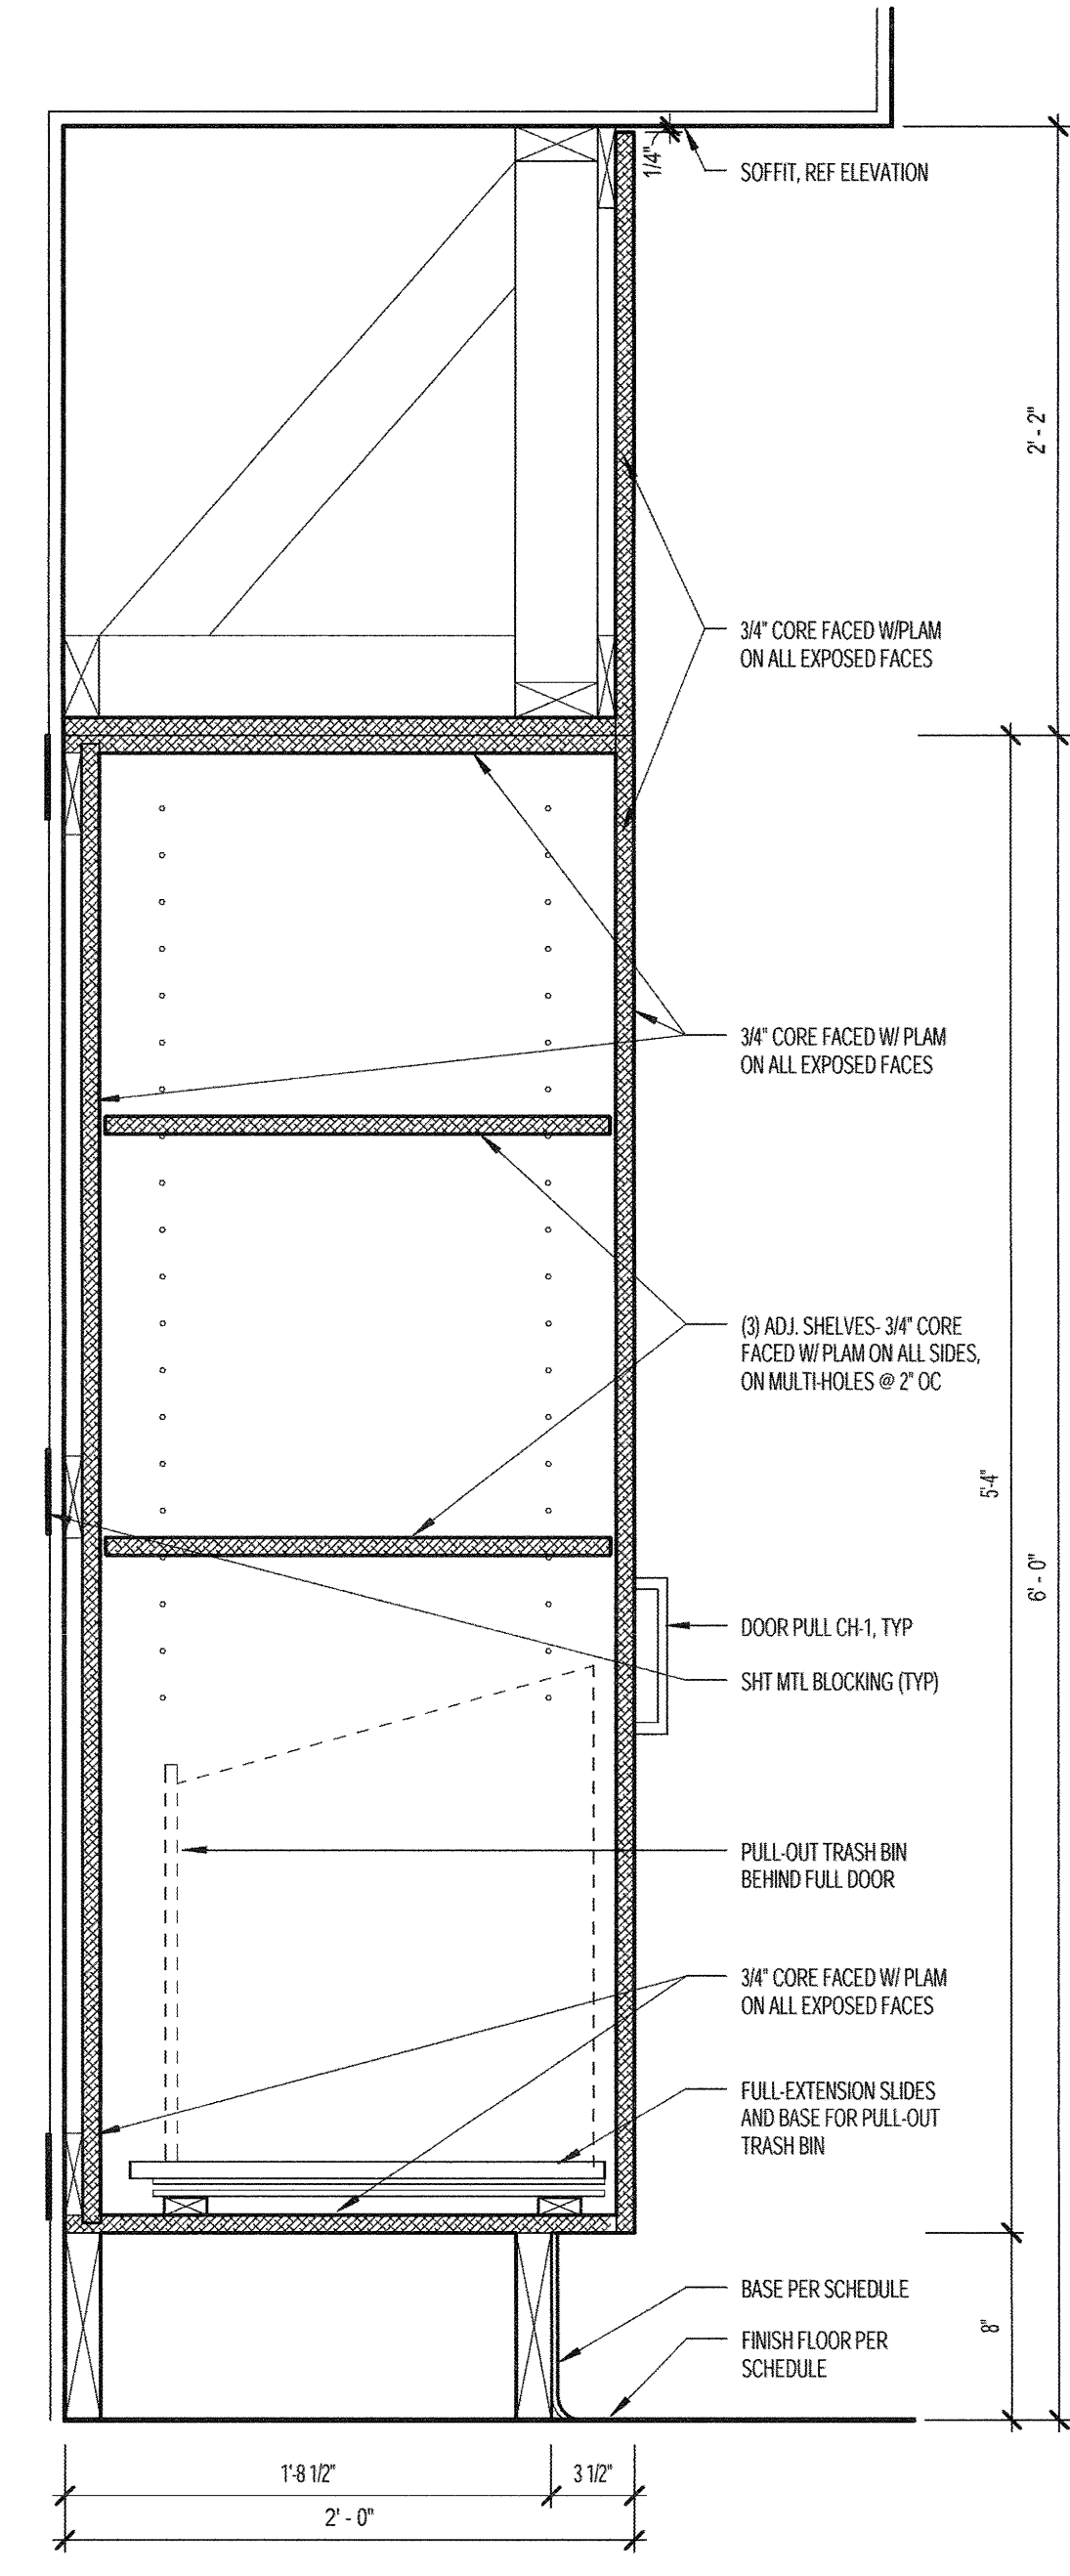 1/4"
SOFFIT, REF ELEVATION
2' - 2"
3/4" CORE FACED W/PLAM
ON ALL EXPOSED FACES
3/4" CORE FACED W/ PLAM
ON ALL EXPOSED FACES
(3) ADJ. SHELVES- 3/4" CORE
FACED W/ PLAM ON ALL SIDES,
ON MULTI-HOLES @ 2" OC
5'-4"
6' - 0"
DOOR PULL CH-1, TYP
SHT MTL BLOCKING (TYP)
PULL-OUT TRASH BIN
BEHIND FULL DOOR
3/4" CORE FACED W/ PLAM
ON ALL EXPOSED FACES
FULL-EXTENSION SLIDES
AND BASE FOR PULL-OUT
TRASH BIN
BASE PER SCHEDULE
8"
FINISH FLOOR PER
SCHEDULE
1'-8 1/2"
3 1/2"
2' - 0"